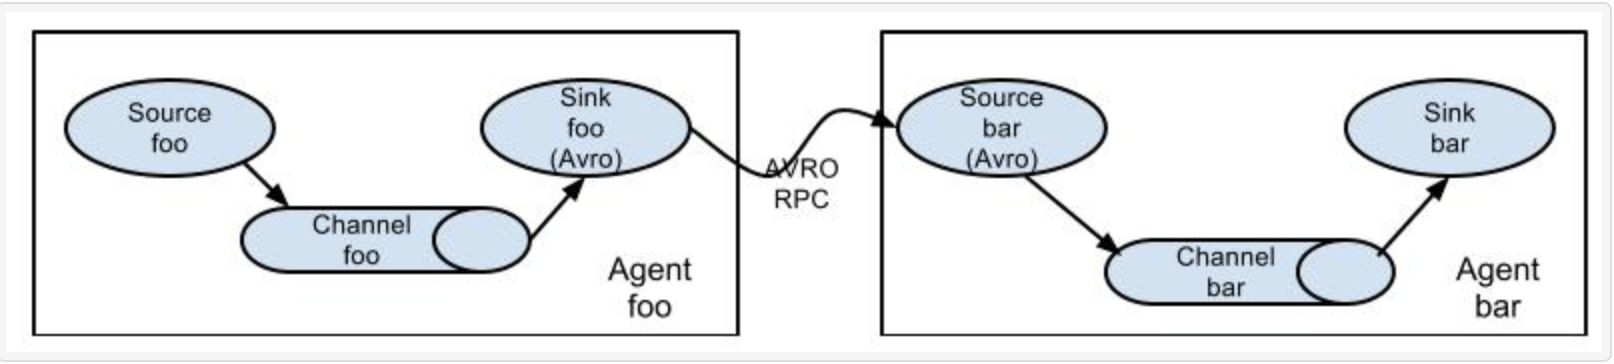 Source
foo
Sink
foo
(Avro)
Channel
foo
Agent
foo
AVRO
RPC
Source
bar
(Avro)
Sink
bar
Channel
bar
Agent
bar